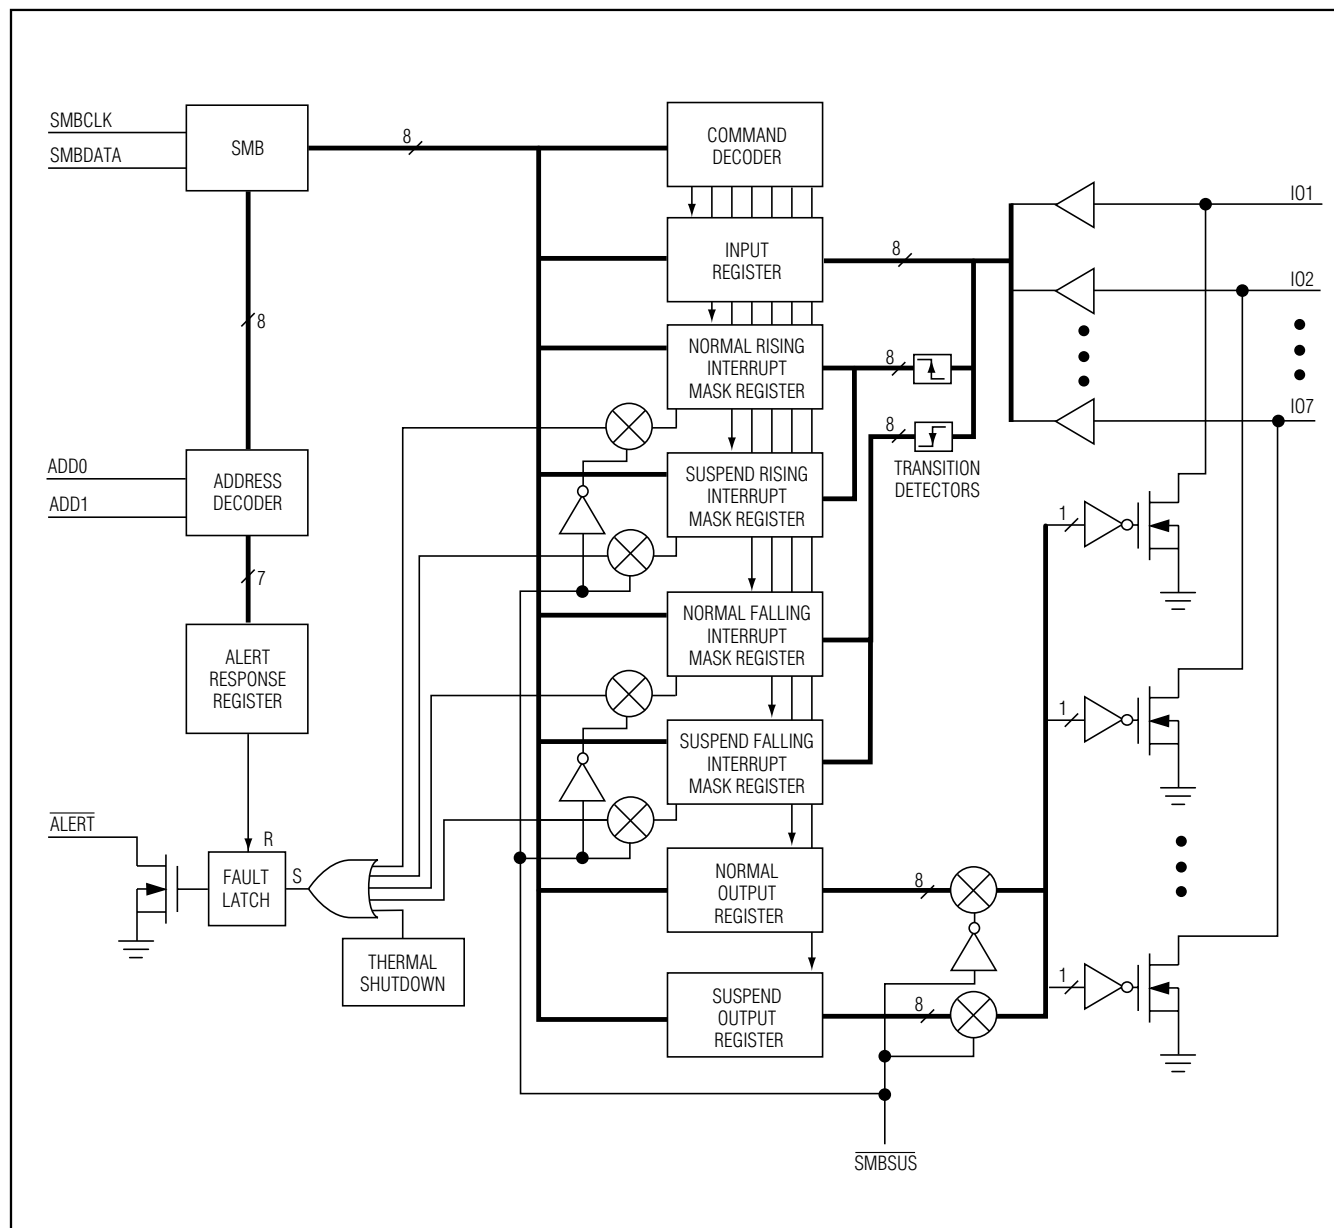 SMBCLK
SMBDATA
SMB
8
COMMAND
DECODER
IO1
INPUT
REGISTER
8
IO2
8
NORMAL RISING
INTERRUPT
MASK REGISTER
8
IO7
8
TRANSITION
DETECTORS
ADD0
ADD1
ADDRESS
DECODER
SUSPEND RISING
INTERRUPT
MASK REGISTER
1
7
ALERT
RESPONSE
REGISTER
NORMAL FALLING
INTERRUPT
MASK REGISTER
1
SUSPEND FALLING
INTERRUPT
MASK REGISTER
ALERT
R
FAULT
LATCH
S
NORMAL
OUTPUT
REGISTER
8
THERMAL
SHUTDOWN
1
SUSPEND
OUTPUT
REGISTER
8
SMBSUS